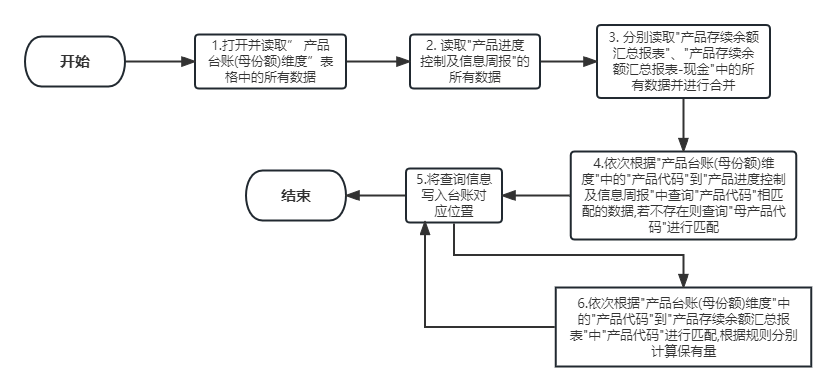 开始
1.打开并读取” 产品
台账(母份额)维度”表
格中的所有数据
2. 读取"产品进度
控制及信息周报"的
所有数据
3. 分别读取"产品存续余额
汇总报表"、"产品存续余
额汇总报表-现金"中的所
有数据并进行合并
4.依次根据"产品台账(母份额)维
度"中的"产品代码"到"产品进度控制
及信息周报"中查询"产品代码"相匹
配的数据,若不存在则查询"母产品代
码"进行匹配
5.将查询信息
写入台账对
应位置
结束
6.依次根据"产品台账(母份额)维度"中
的"产品代码"到"产品存续余额汇总报
表"中"产品代码"进行匹配,根据规则分别
计算保有量